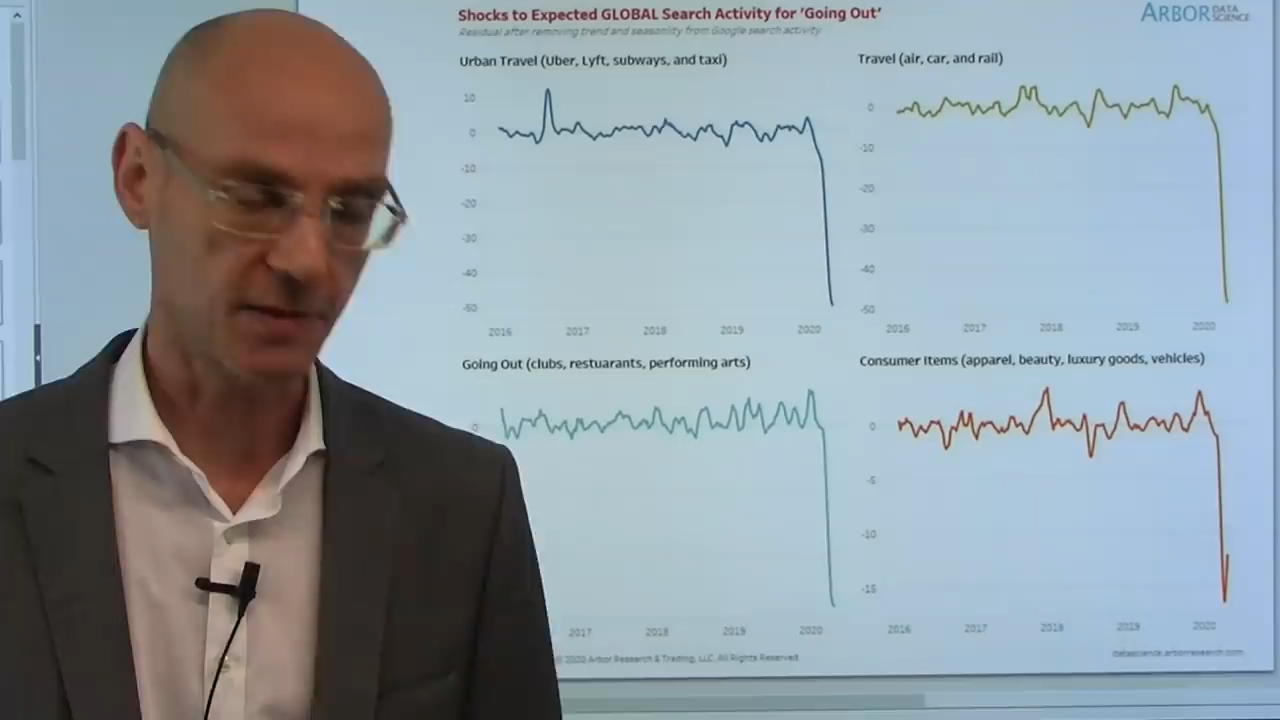 Shocks to Expected GLOBAL Search Activity for 'Going Out'
ARBOR DATA SCIENCE
Residual after removing trend and seasonality from Google search activity
Urban Travel (Uber, Lyft, subways, and taxi)
10
0
-10
-20
-30
-40
-50
2016 2017 2018 2019 2020
Travel (air, car, and rail)
0
-10
-20
-30
-40
-50
2016 2017 2018 2019 2020
Going Out (clubs, restuarants, performing arts)
0
2017 2018 2019 2020
Consumer Items (apparel, beauty, luxury goods, vehicles)
0
-5
-10
-15
2016 2017 2018 2019 2020
© 2020 Arbor Research & Trading, LLC. All Rights Reserved
datascience.arborresearch.com